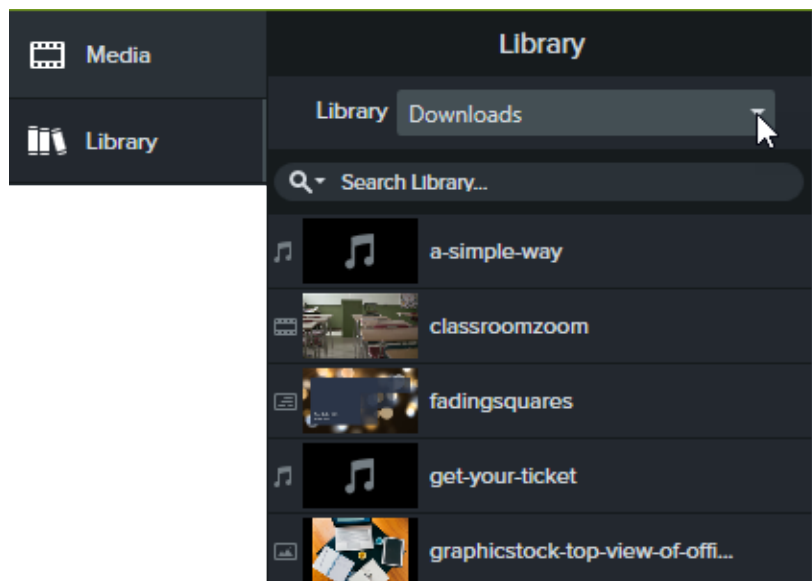 Media
Library
Library
Library Downloads
Search Library...
a-simple-way
classroomzoom
fadingsquares
get-your-ticket
graphicstock-top-view-of-offi...